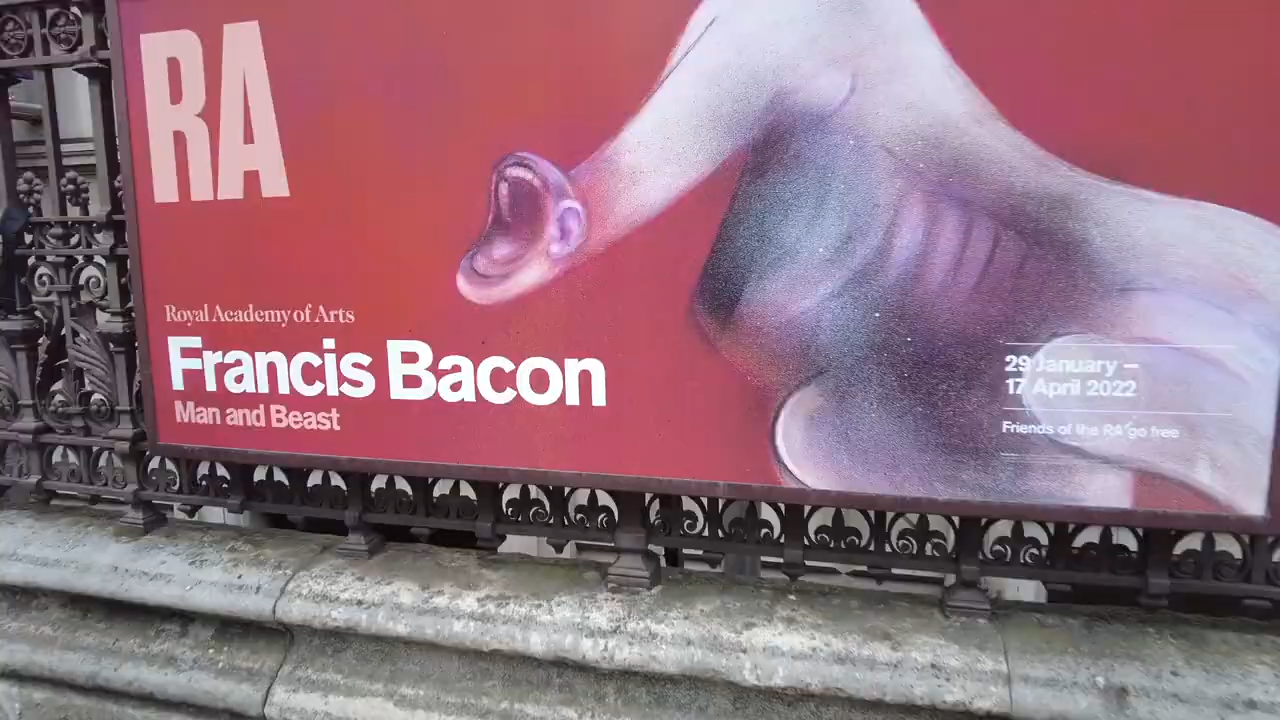 RA
Royal Academy of Arts
Francis Bacon
Man and Beast
29 January –
17 April 2022
Friends of the RA go free